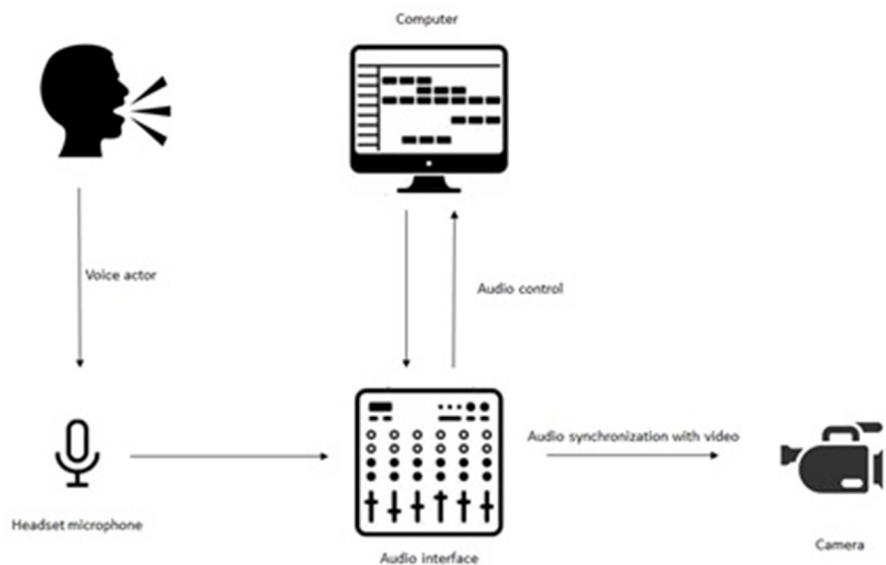 Computer
Voice actor
Audio control
Audio synchronization with video
Headset microphone
Audio interface
Camera